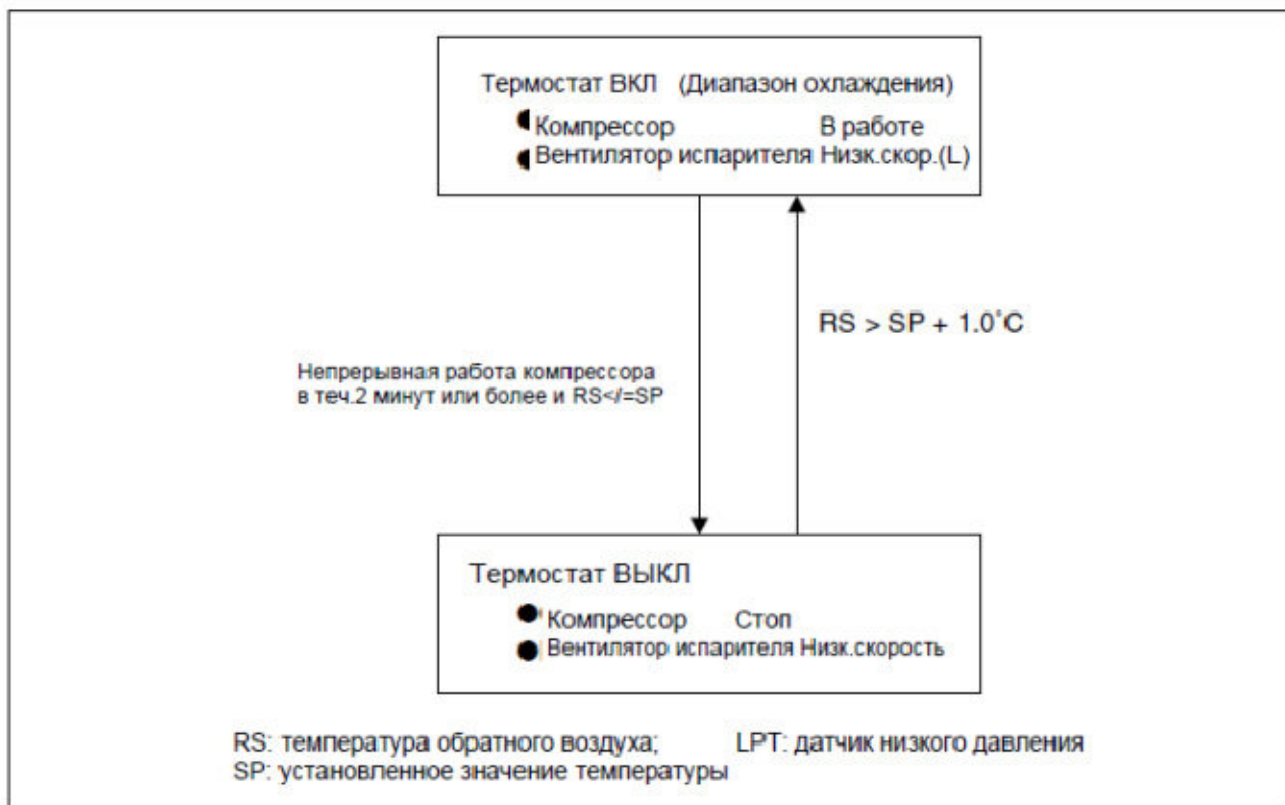 Термостат ВКЛ (Диапазон охлаждения)
Компрессор В работе
Вентилятор испарителя Низк.скор.(L)
RS > SP + 1.0°C
Непрерывная работа компрессора
в теч.2 минут или более и RS</=SP
Термостат ВЫКЛ
Компрессор Стоп
Вентилятор испарителя Низк.скорость
RS: температура обратного воздуха; LPT: датчик низкого давления
SP: установленное значение температуры